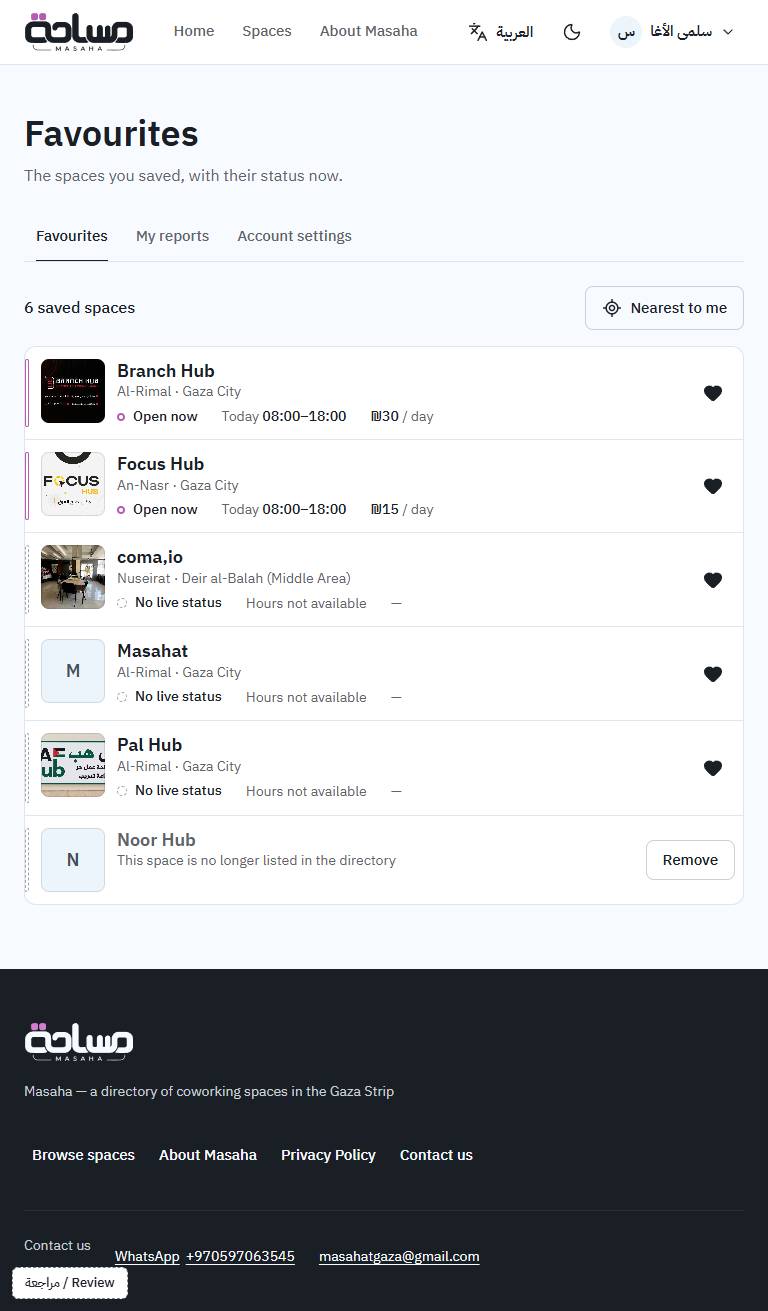 مساحة
MASAHA
Home Spaces About Masaha العربية س سلمى الأغا
Favourites
The spaces you saved, with their status now.
Favourites My reports Account settings
6 saved spaces Nearest to me
BRANCH HUB
Branch Hub
Al-Rimal · Gaza City
Open now Today 08:00–18:00 ₪30 / day
FOCUS
HUB
Focus Hub
An-Nasr · Gaza City
Open now Today 08:00–18:00 ₪15 / day
coma,io
Nuseirat · Deir al-Balah (Middle Area)
No live status Hours not available —
M
Masahat
Al-Rimal · Gaza City
No live status Hours not available —
هب
ub
Pal Hub
Al-Rimal · Gaza City
No live status Hours not available —
N
Noor Hub
This space is no longer listed in the directory
Remove
مساحة
MASAHA
Masaha — a directory of coworking spaces in the Gaza Strip
Browse spaces About Masaha Privacy Policy Contact us
Contact us
WhatsApp +970597063545 masahatgaza@gmail.com
مراجعة / Review